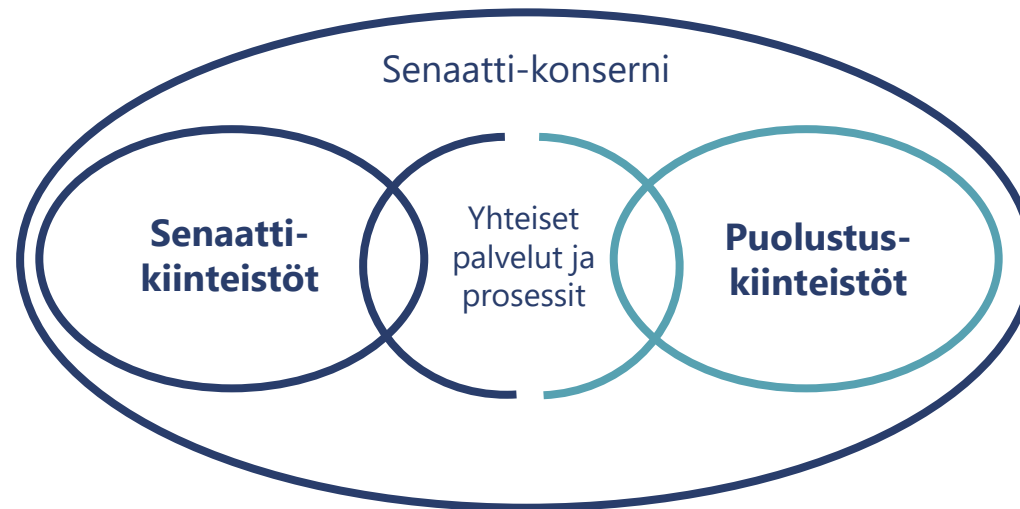 Senaatti-konserni
Senaatti-
kiinteistöt
Yhteiset
palvelut ja
prosessit
Puolustus-
kiinteistöt